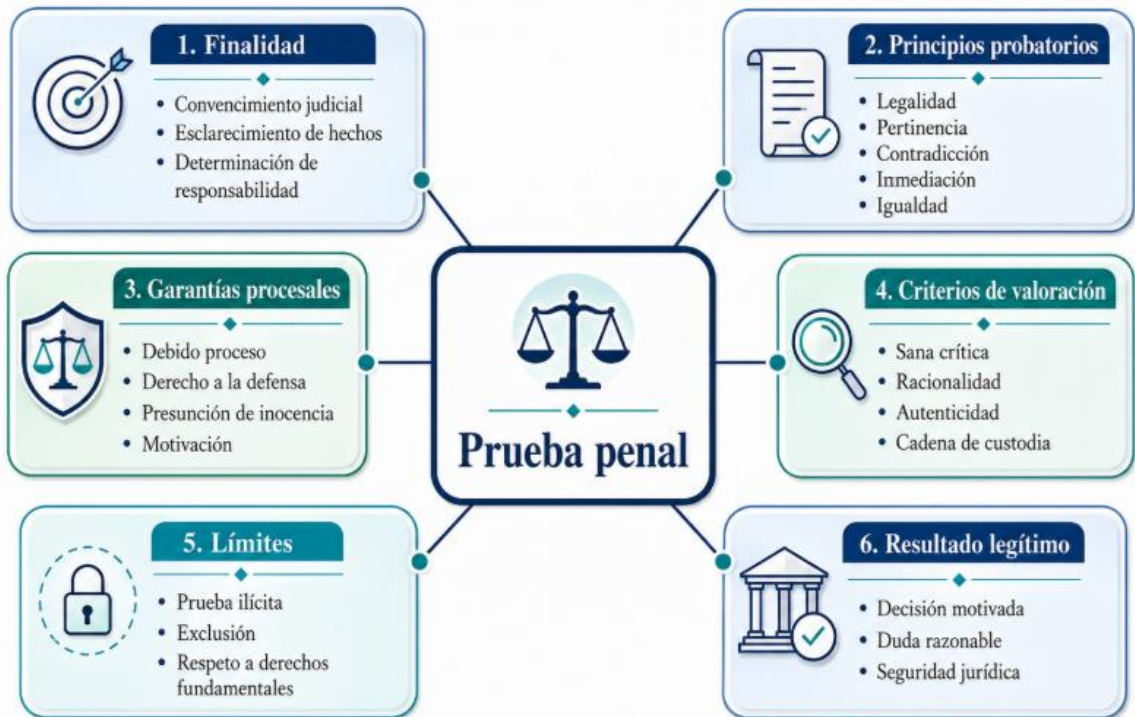 1. Finalidad
• Convencimiento judicial
• Esclarecimiento de hechos
• Determinación de
responsabilidad
2. Principios probatorios
• Legalidad
• Pertinencia
• Contradicción
• Inmediación
• Igualdad
3. Garantías procesales
• Debido proceso
• Derecho a la defensa
• Presunción de inocencia
• Motivación
Prueba penal
4. Criterios de valoración
• Sana crítica
• Racionalidad
• Autenticidad
• Cadena de custodia
5. Límites
• Prueba ilícita
• Exclusión
• Respeto a derechos
fundamentales
6. Resultado legítimo
• Decisión motivada
• Duda razonable
• Seguridad jurídica